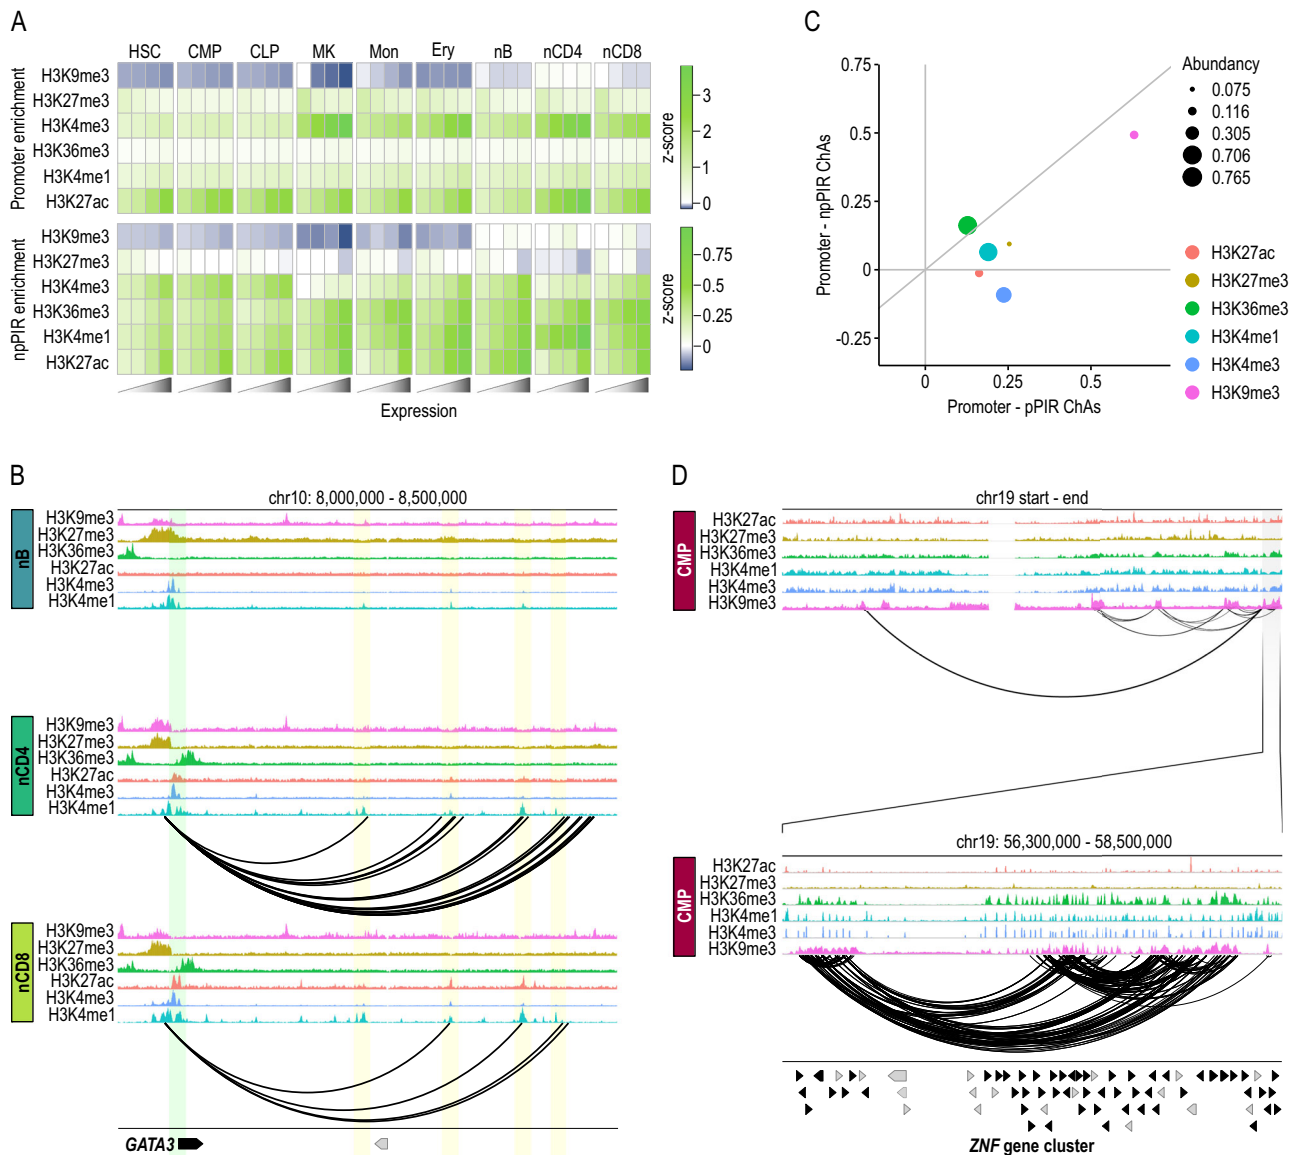 A
HSC CMP CLP MK Mon Ery nB nCD4 nCD8
Promoter enrichment
H3K9me3
H3K27me3
H3K4me3
H3K36me3
H3K4me1
H3K27ac
3
2
1
0
z-score
npPIR enrichment
H3K9me3
H3K27me3
H3K4me3
H3K36me3
H3K4me1
H3K27ac
0.75
0.5
0.25
0
z-score
Expression
C
Promoter - npPIR ChAs
0.75
0.5
0.25
0
-0.25
0 0.25 0.5
Promoter - pPIR ChAs
Abundancy
0.075
0.116
0.305
0.706
0.765
H3K27ac
H3K27me3
H3K36me3
H3K4me1
H3K4me3
H3K9me3
B
chr10: 8,000,000 - 8,500,000
nB
H3K9me3
H3K27me3
H3K36me3
H3K27ac
H3K4me3
H3K4me1
nCD4
H3K9me3
H3K27me3
H3K36me3
H3K27ac
H3K4me3
H3K4me1
nCD8
H3K9me3
H3K27me3
H3K36me3
H3K27ac
H3K4me3
H3K4me1
GATA3
D
chr19 start - end
CMP
H3K27ac
H3K27me3
H3K36me3
H3K4me1
H3K4me3
H3K9me3
chr19: 56,300,000 - 58,500,000
CMP
H3K27ac
H3K27me3
H3K36me3
H3K4me1
H3K4me3
H3K9me3
ZNF gene cluster